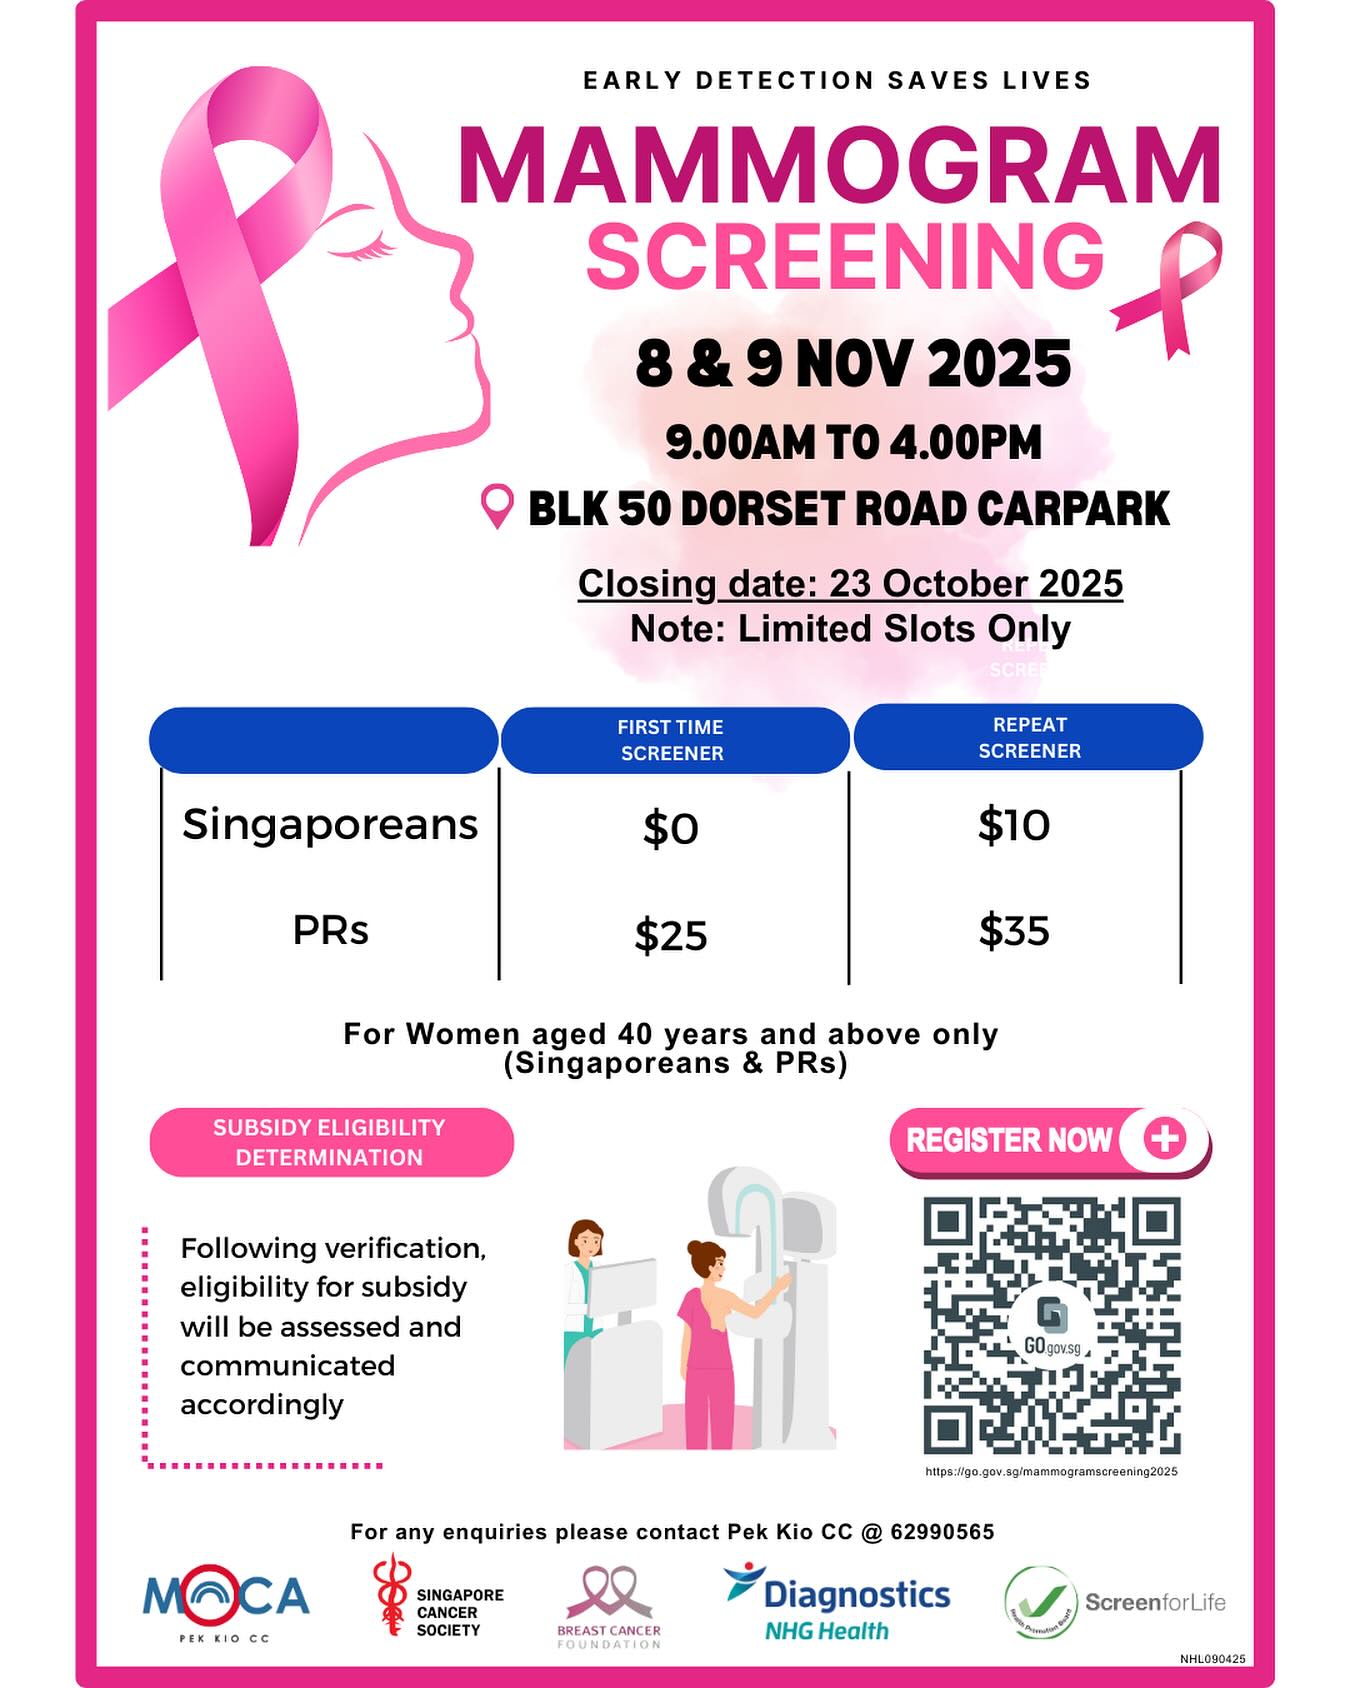 EARLY DETECTION SAVES LIVES
MAMMOGRAM
SCREENING
8 & 9 NOV 2025
9.00AM TO 4.00PM
BLK 50 DORSET ROAD CARPARK
Closing date: 23 October 2025
Note: Limited Slots Only
FIRST TIME
SCREENER
REPEAT
SCREENER
Singaporeans
$0
$10
PRs
$25
$35
For Women aged 40 years and above only
(Singaporeans & PRs)
SUBSIDY ELIGIBILITY
DETERMINATION
Following verification,
eligibility for subsidy
will be assessed and
communicated
accordingly
REGISTER NOW
GO.gov.sg
https://go.gov.sg/mammogramscreening2025
For any enquiries please contact Pek Kio CC @ 62990565
MOCA
PEK KIO CC
SINGAPORE
CANCER
SOCIETY
BREAST CANCER
FOUNDATION
Diagnostics
NHG Health
Health Promotion Board
ScreenforLife
NHL090425